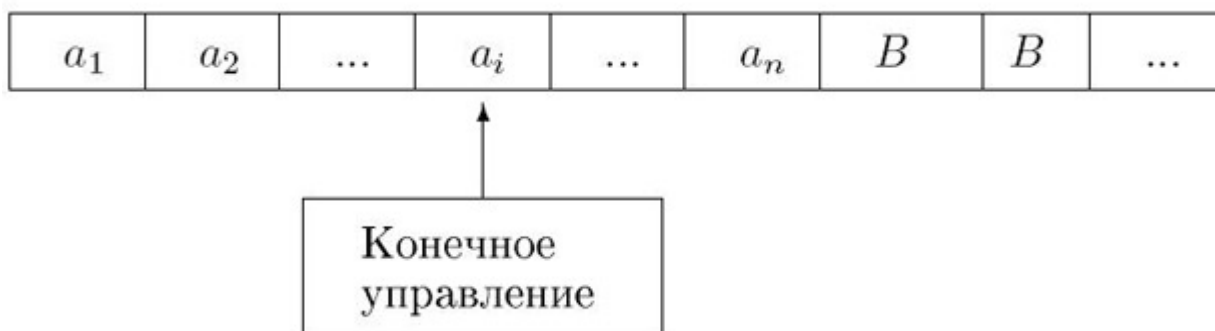 a₁ a₂ ... aᵢ ... aₙ B B ...
Конечное
управление